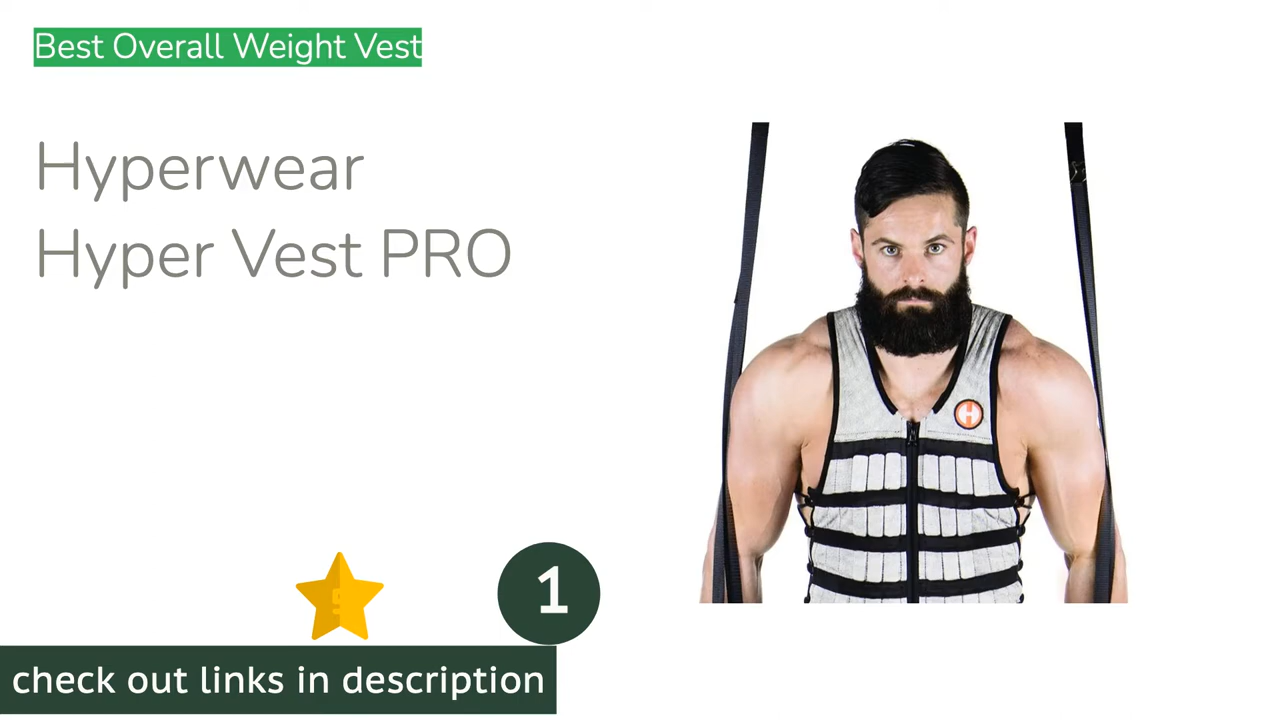 Best Overall Weight Vest
Hyperwear
Hyper Vest PRO
H
1
check out links in description